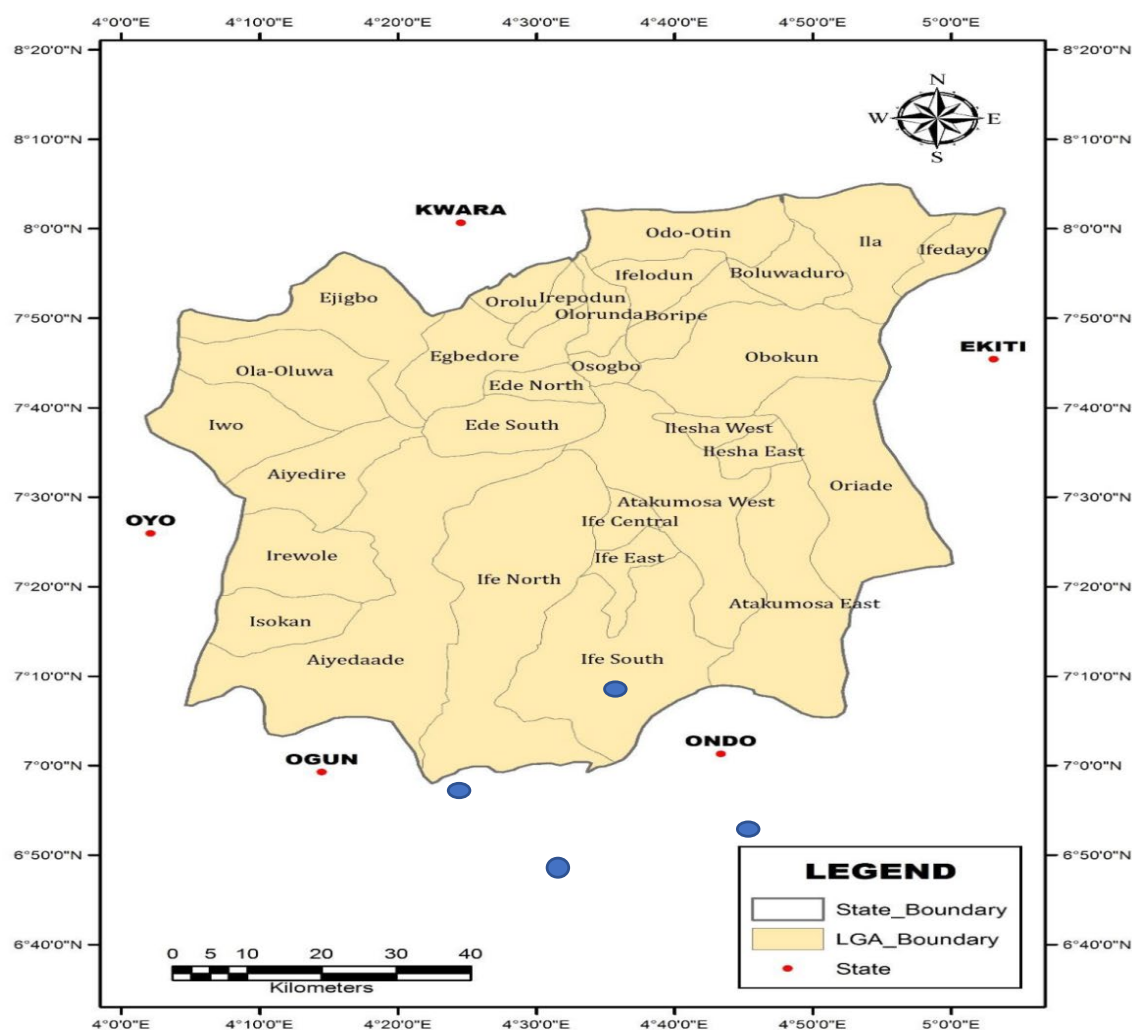 4°0'0"E 4°10'0"E 4°20'0"E 4°30'0"E 4°40'0"E 4°50'0"E 5°0'0"E
8°20'0"N 8°20'0"N
N
W E
S
8°10'0"N 8°10'0"N
KWARA
8°0'0"N 8°0'0"N
Odo-Otin
Ila
Ifedayo
Ifelodun
Boluwaduro
Ejigbo
Orolu
Irepodun
Olorunda
Boripe
7°50'0"N 7°50'0"N
EKITI
Egbedore
Obokun
Osogbo
Ola-Oluwa
Ede North
7°40'0"N 7°40'0"N
Iwo
Ede South
Ilesha West
Ilesha East
Aiyedire
Oriade
7°30'0"N 7°30'0"N
Atakumosa West
OYO
Ife Central
Irewole
Ife East
Ife North
7°20'0"N 7°20'0"N
Atakumosa East
Isokan
Aiyedaade
Ife South
7°10'0"N 7°10'0"N
ONDO
OGUN
7°0'0"N 7°0'0"N
6°50'0"N 6°50'0"N
LEGEND
State_Boundary
LGA_Boundary
State
6°40'0"N 6°40'0"N
0 5 10 20 30 40
Kilometers
4°0'0"E 4°10'0"E 4°20'0"E 4°30'0"E 4°40'0"E 4°50'0"E 5°0'0"E